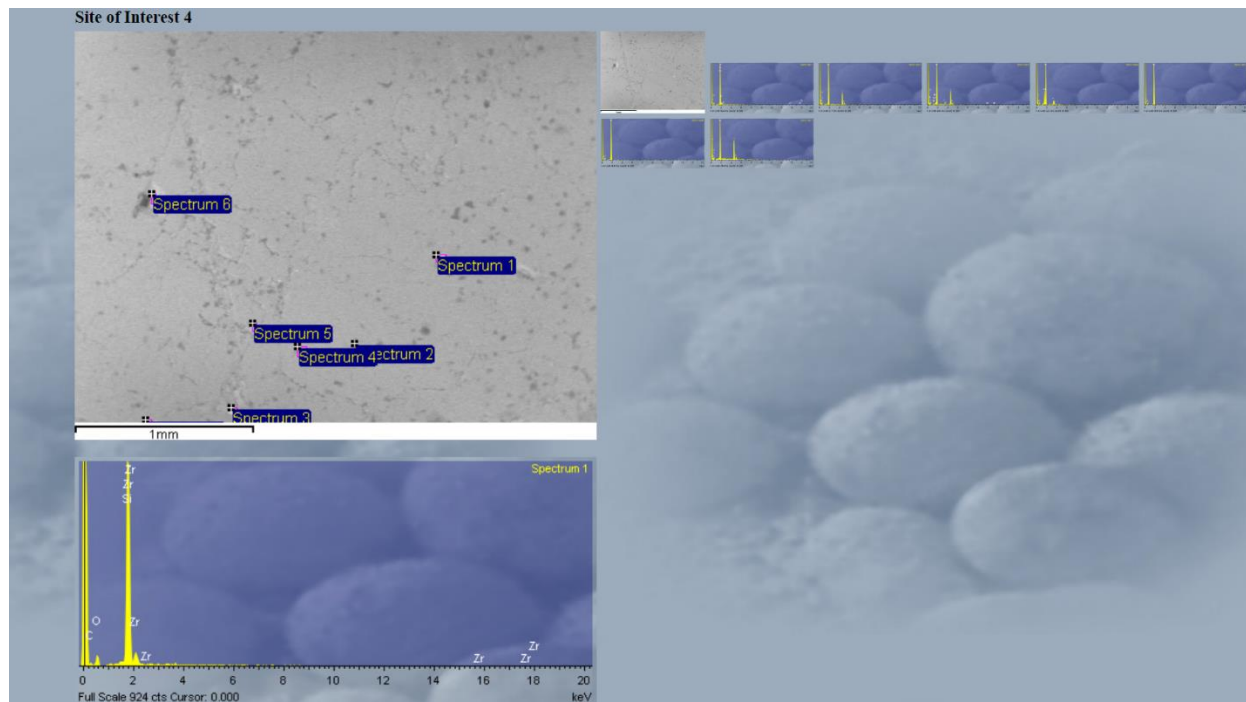 Site of Interest 4
Spectrum 6
Spectrum 1
Spectrum 5
Spectrum 4
ectrum 2
Spectrum 3
1mm
Spectrum 1
Zr
Zr
Si
O
Zr
C
Zr
Zr
Zr
Zr
0 2 4 6 8 10 12 14 16 18 20
Full Scale 924 cts Cursor: 0.000 keV